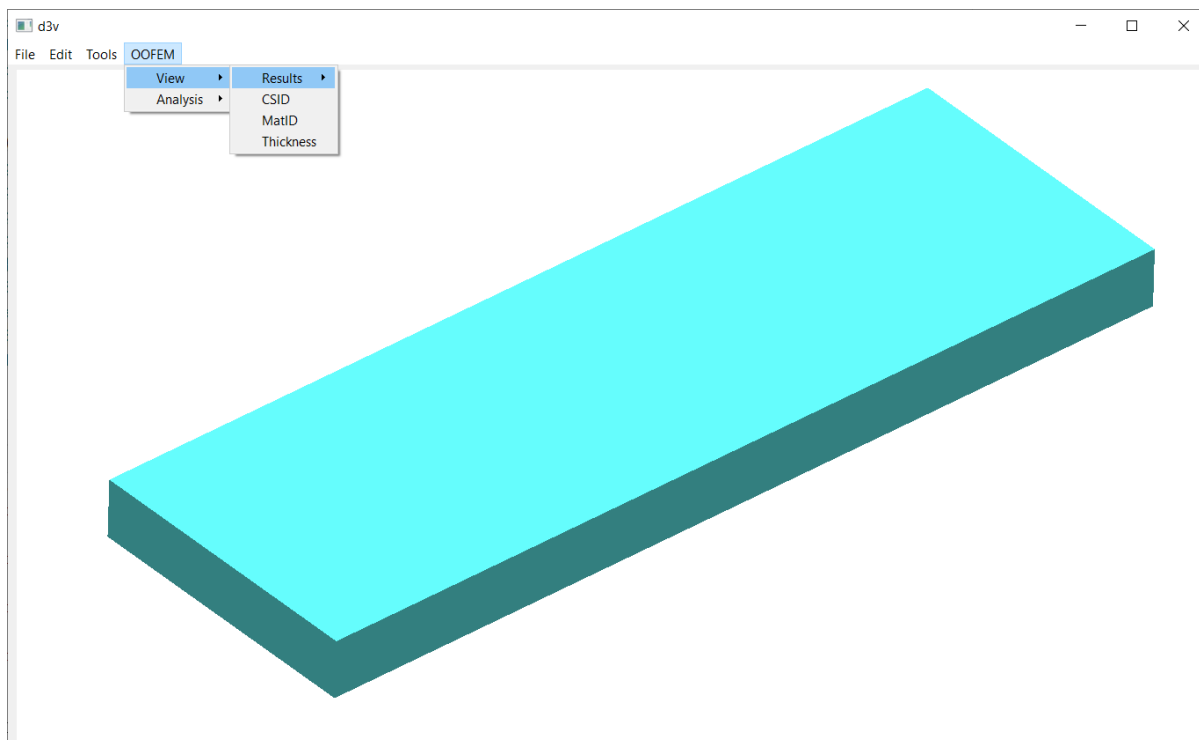 d3v
File Edit Tools OOFEM
View Results
Analysis CSID
MatID
Thickness